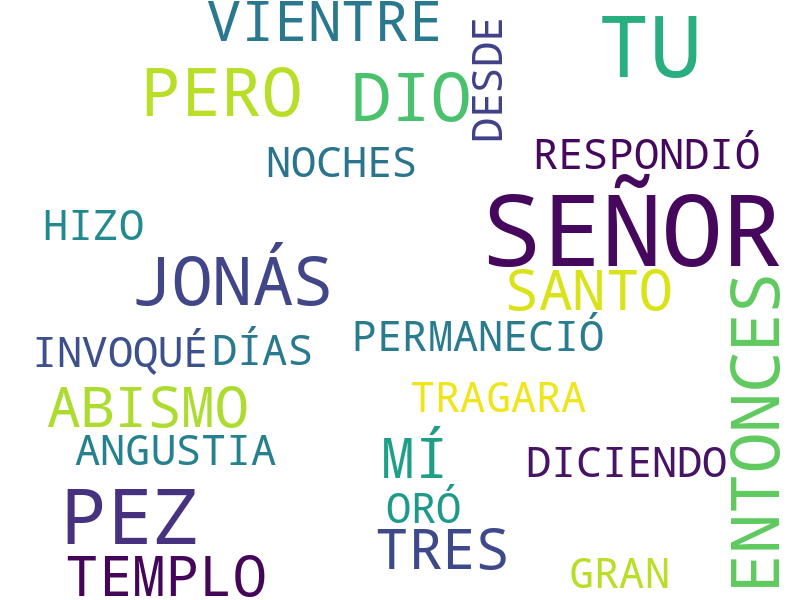 VIENTRE
TU
DESDE
PERO
DIO
RESPONDIÓ
NOCHES
SEÑOR
HIZO
JONÁS
SANTO
ENTONCES
INVOQUÉ
DÍAS
PERMANECIÓ
ABISMO
TRAGARA
ANGUSTIA
MÍ
DICIENDO
PEZ
ORÓ
TRES
TEMPLO
GRAN